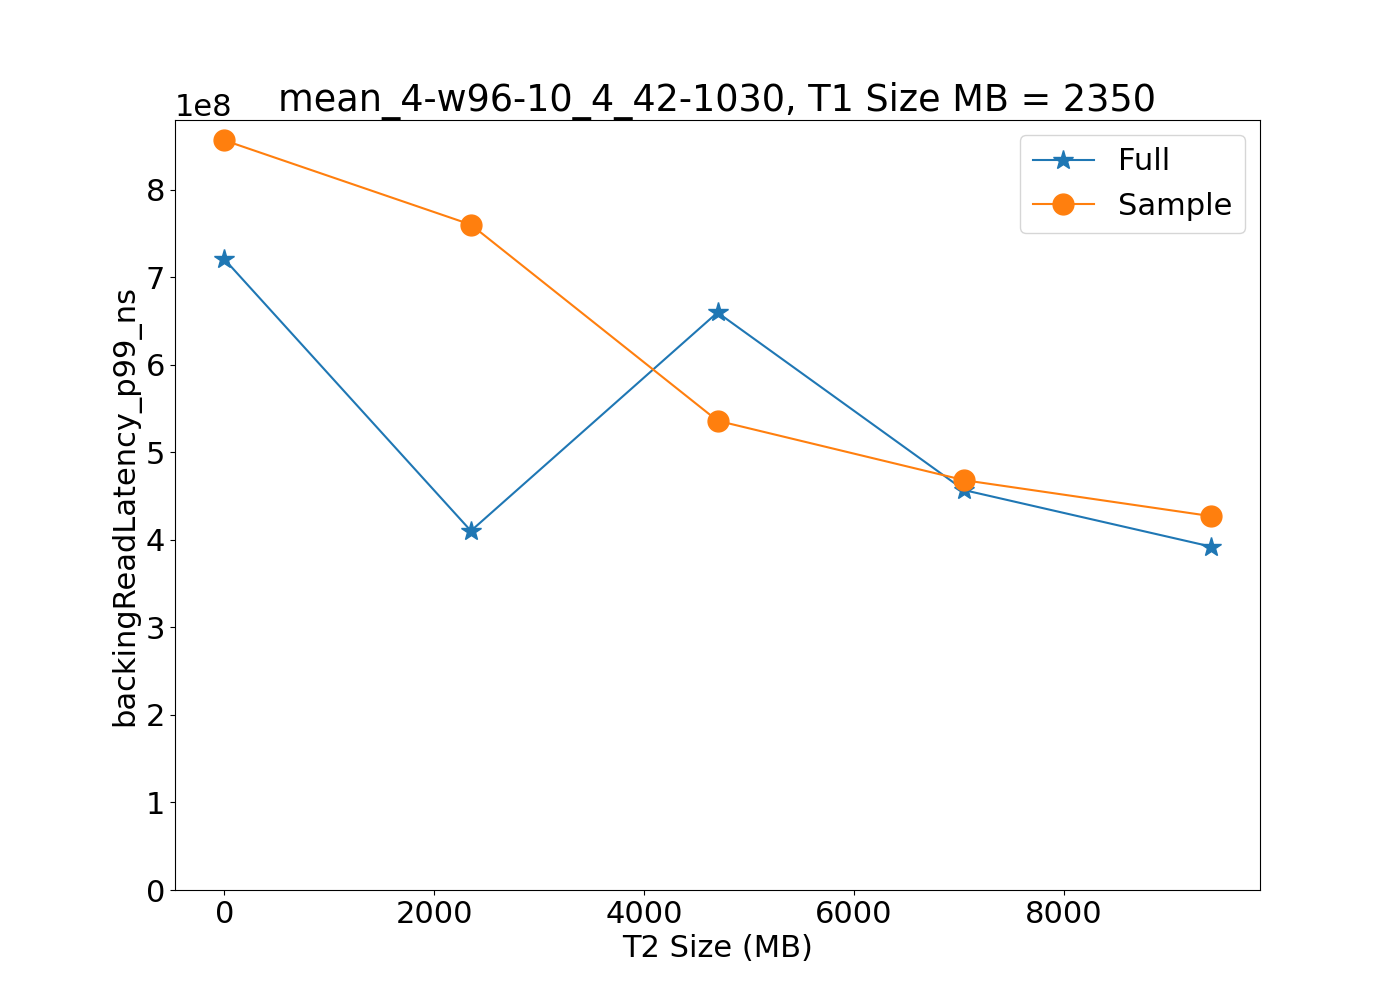 1e8
mean_4-w96-10_4_42-1030, T1 Size MB = 2350
Full
Sample
backingReadLatency_p99_ns
8
7
6
5
4
3
2
1
0
0 2000 4000 6000 8000
T2 Size (MB)